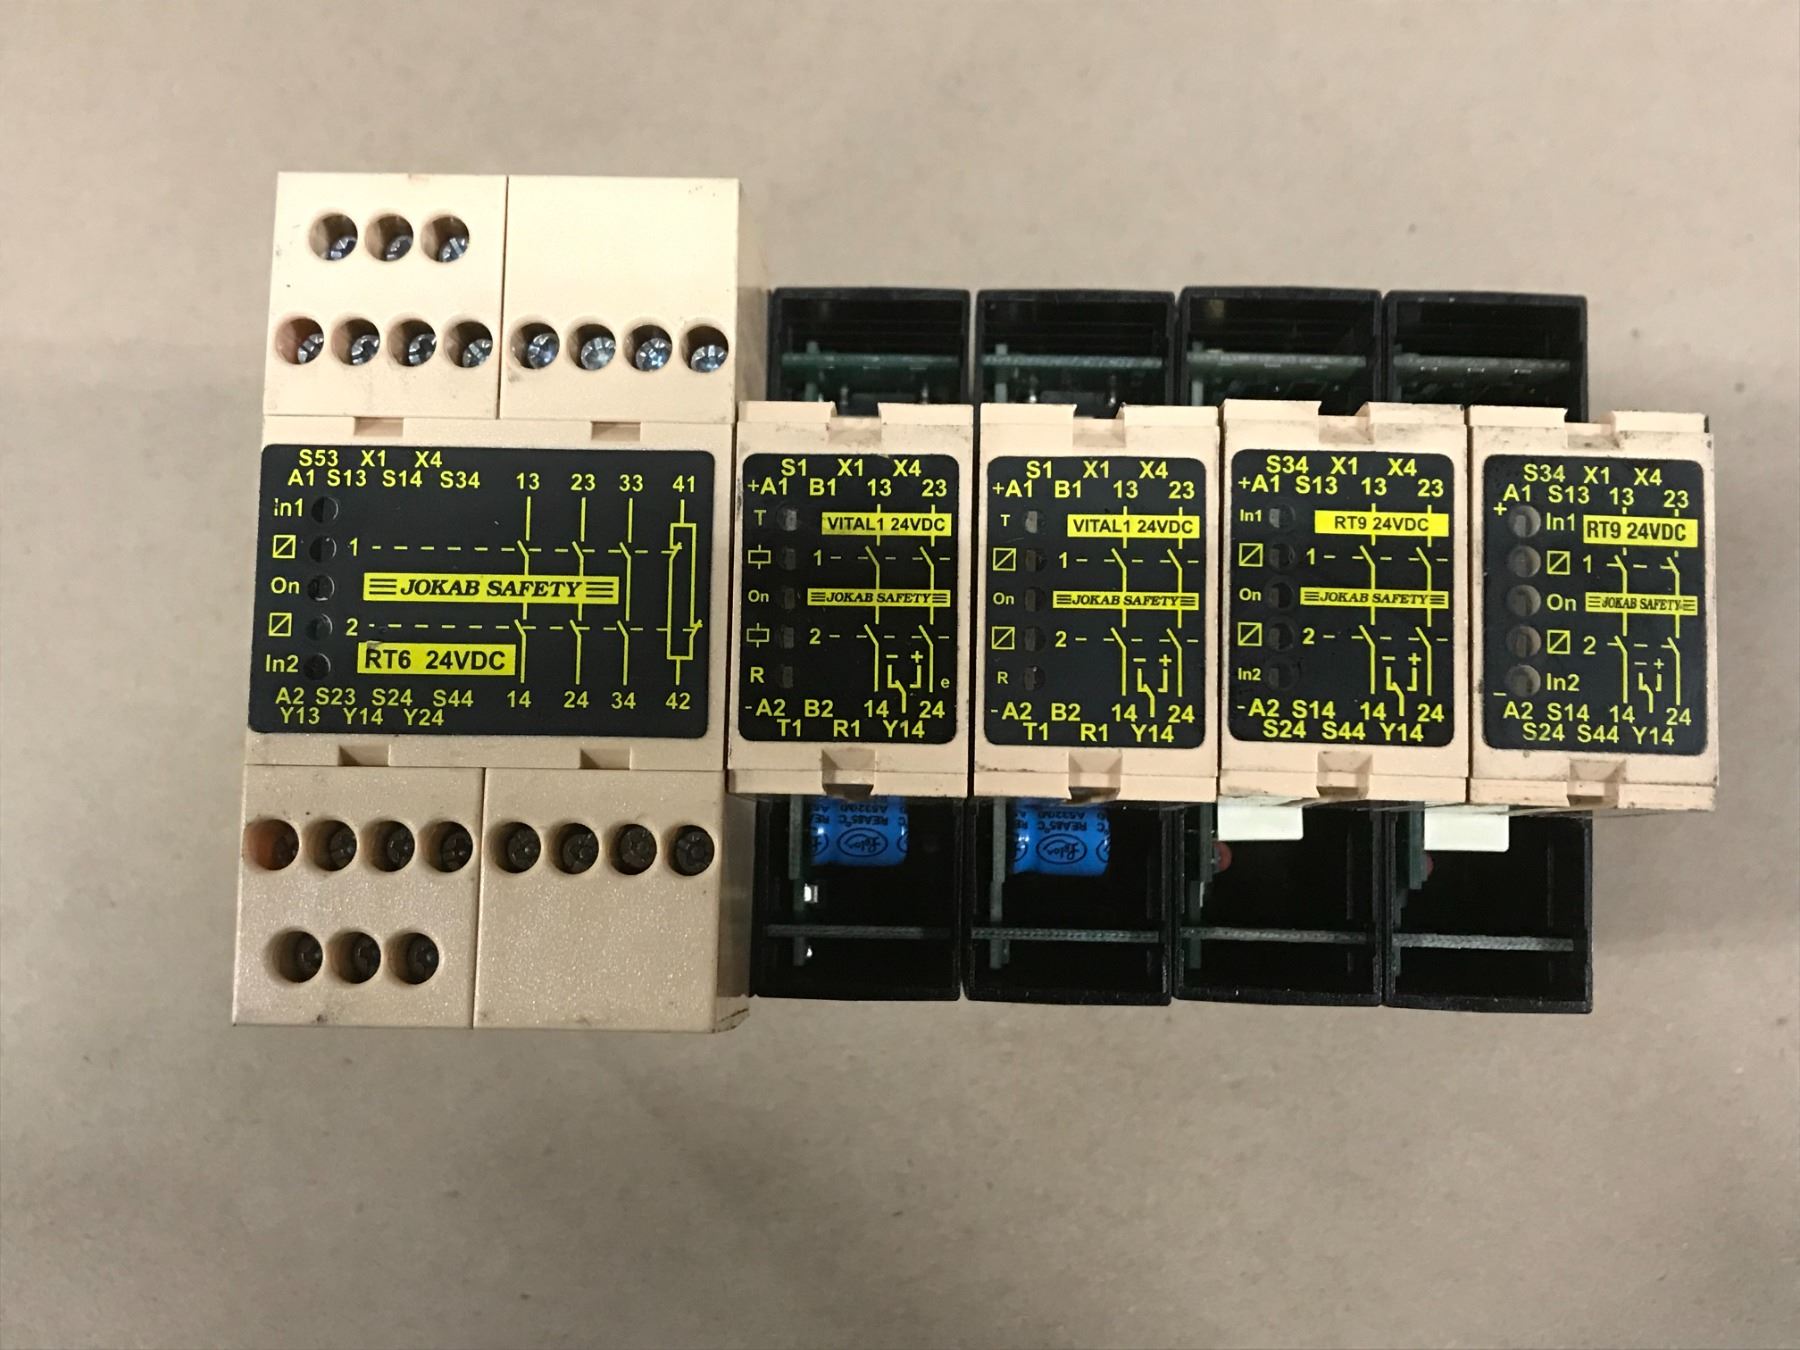 S53 X1 X4
A1 S13 S14 S34 13 23 33 41
In1
1
On JOKAB SAFETY
2
In2 RT6 24VDC
A2 S23 S24 S44 14 24 34 42
Y13 Y14 Y24
S1 X1 X4
+A1 B1 13 23
T VITAL1 24VDC
1
On JOKAB SAFETY
2
- +
R e
-A2 B2 14 24
T1 R1 Y14
S1 X1 X4
+A1 B1 13 23
T VITAL1 24VDC
1
On JOKAB SAFETY
2
- +
R
-A2 B2 14 24
T1 R1 Y14
S34 X1 X4
+A1 S13 13 23
In1 RT9 24VDC
1
On JOKAB SAFETY
2
- +
In2
-A2 S14 14 24
S24 S44 Y14
S34 X1 X4
A1 S13 13 23
+ In1 RT9 24VDC
1
On JOKAB SAFETY
2
- +
- In2
A2 S14 14 24
S24 S44 Y14
REA85°C
REA85°C